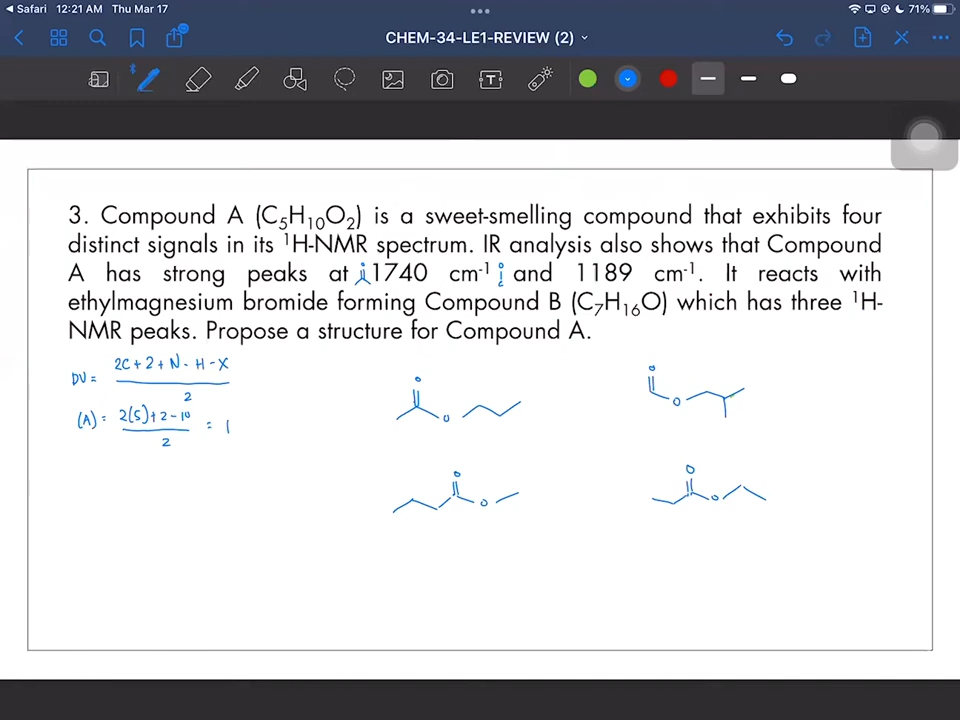 Safari 12:21 AM Thu Mar 17 71%
CHEM-34-LE1-REVIEW (2)
T
3. Compound A (C₅H₁₀O₂) is a sweet-smelling compound that exhibits four
distinct signals in its ¹H-NMR spectrum. IR analysis also shows that Compound
A has strong peaks at 1740 cm⁻¹ and 1189 cm⁻¹. It reacts with
ethylmagnesium bromide forming Compound B (C₇H₁₆O) which has three ¹H-
NMR peaks. Propose a structure for Compound A.
DU = 2C + 2 + N - H - X
2
(A) = 2(5) + 2 - 10 = 1
2
O O
O O
O O
O O